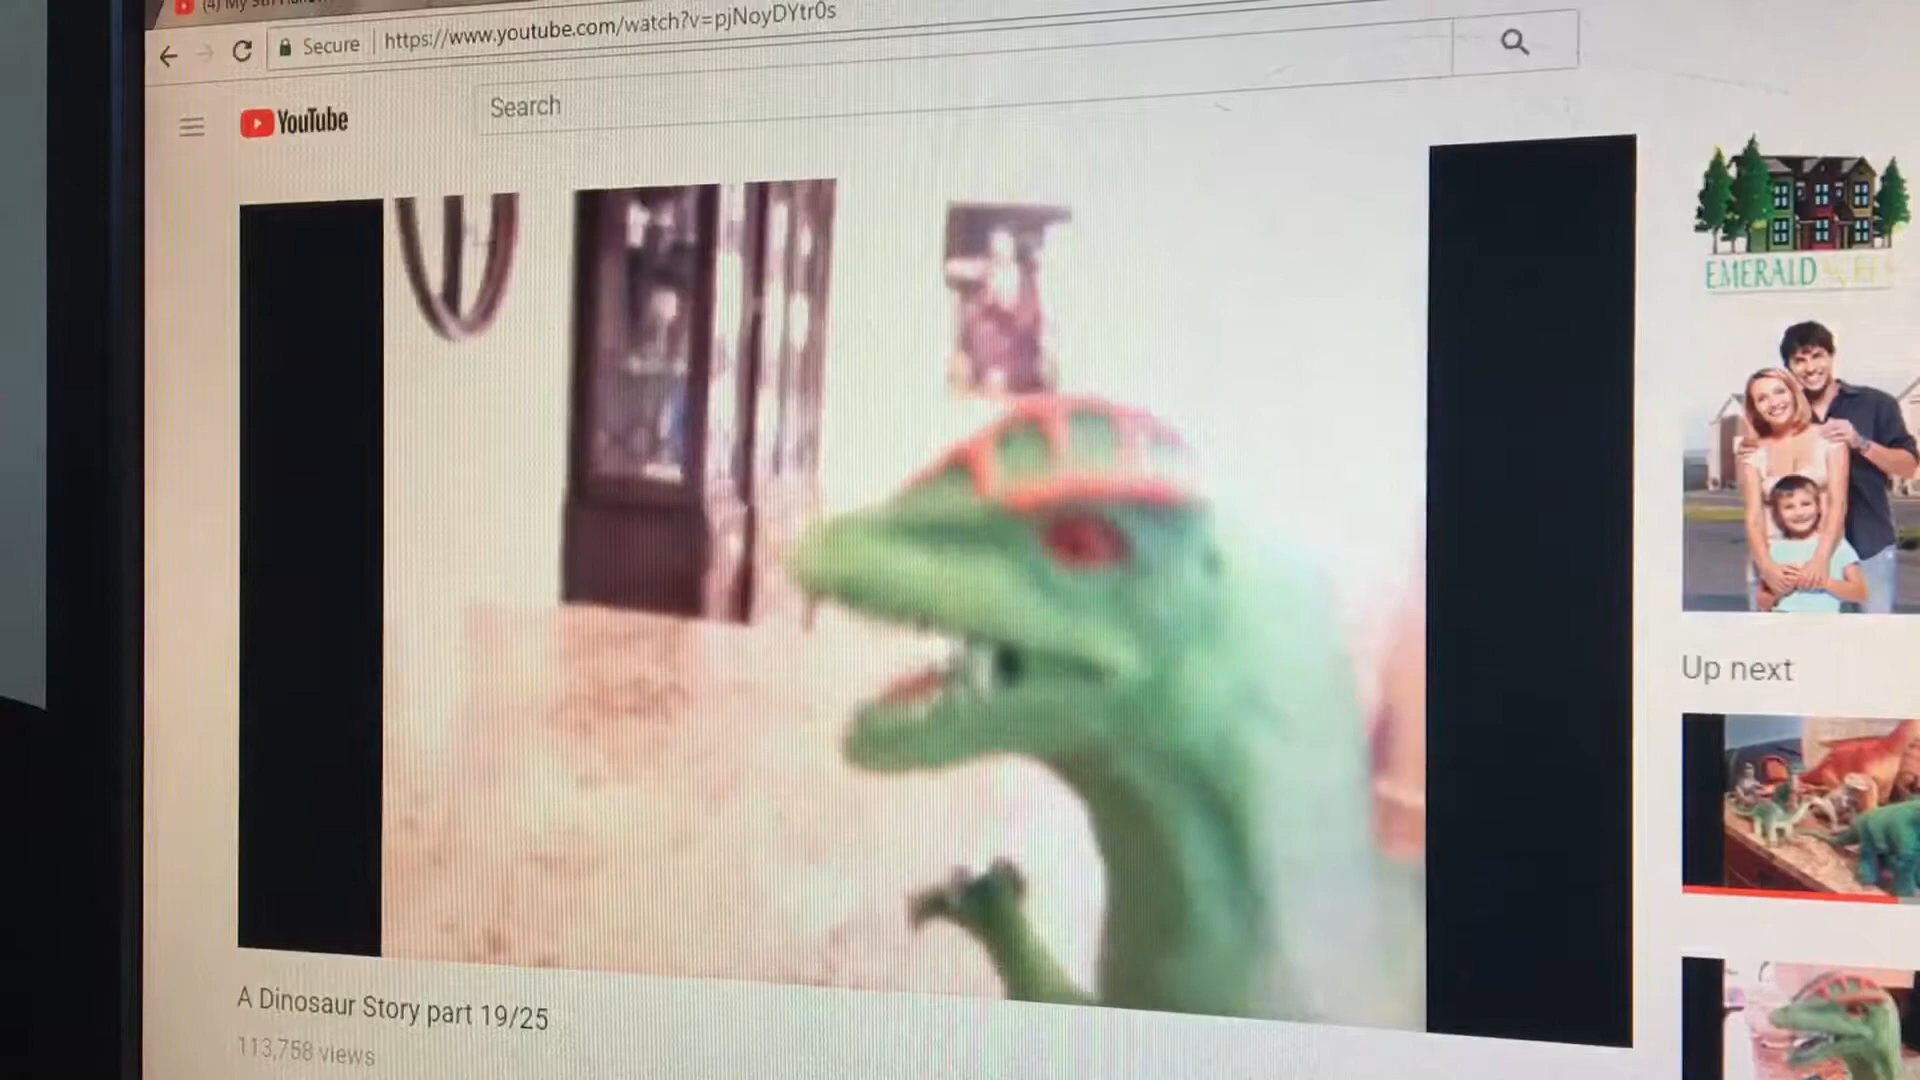 Secure
https://www.youtube.com/watch?v=pjNoyDYtr0s
YouTube
Search
EMERALD
Up next
A Dinosaur Story part 19/25
113,758 views